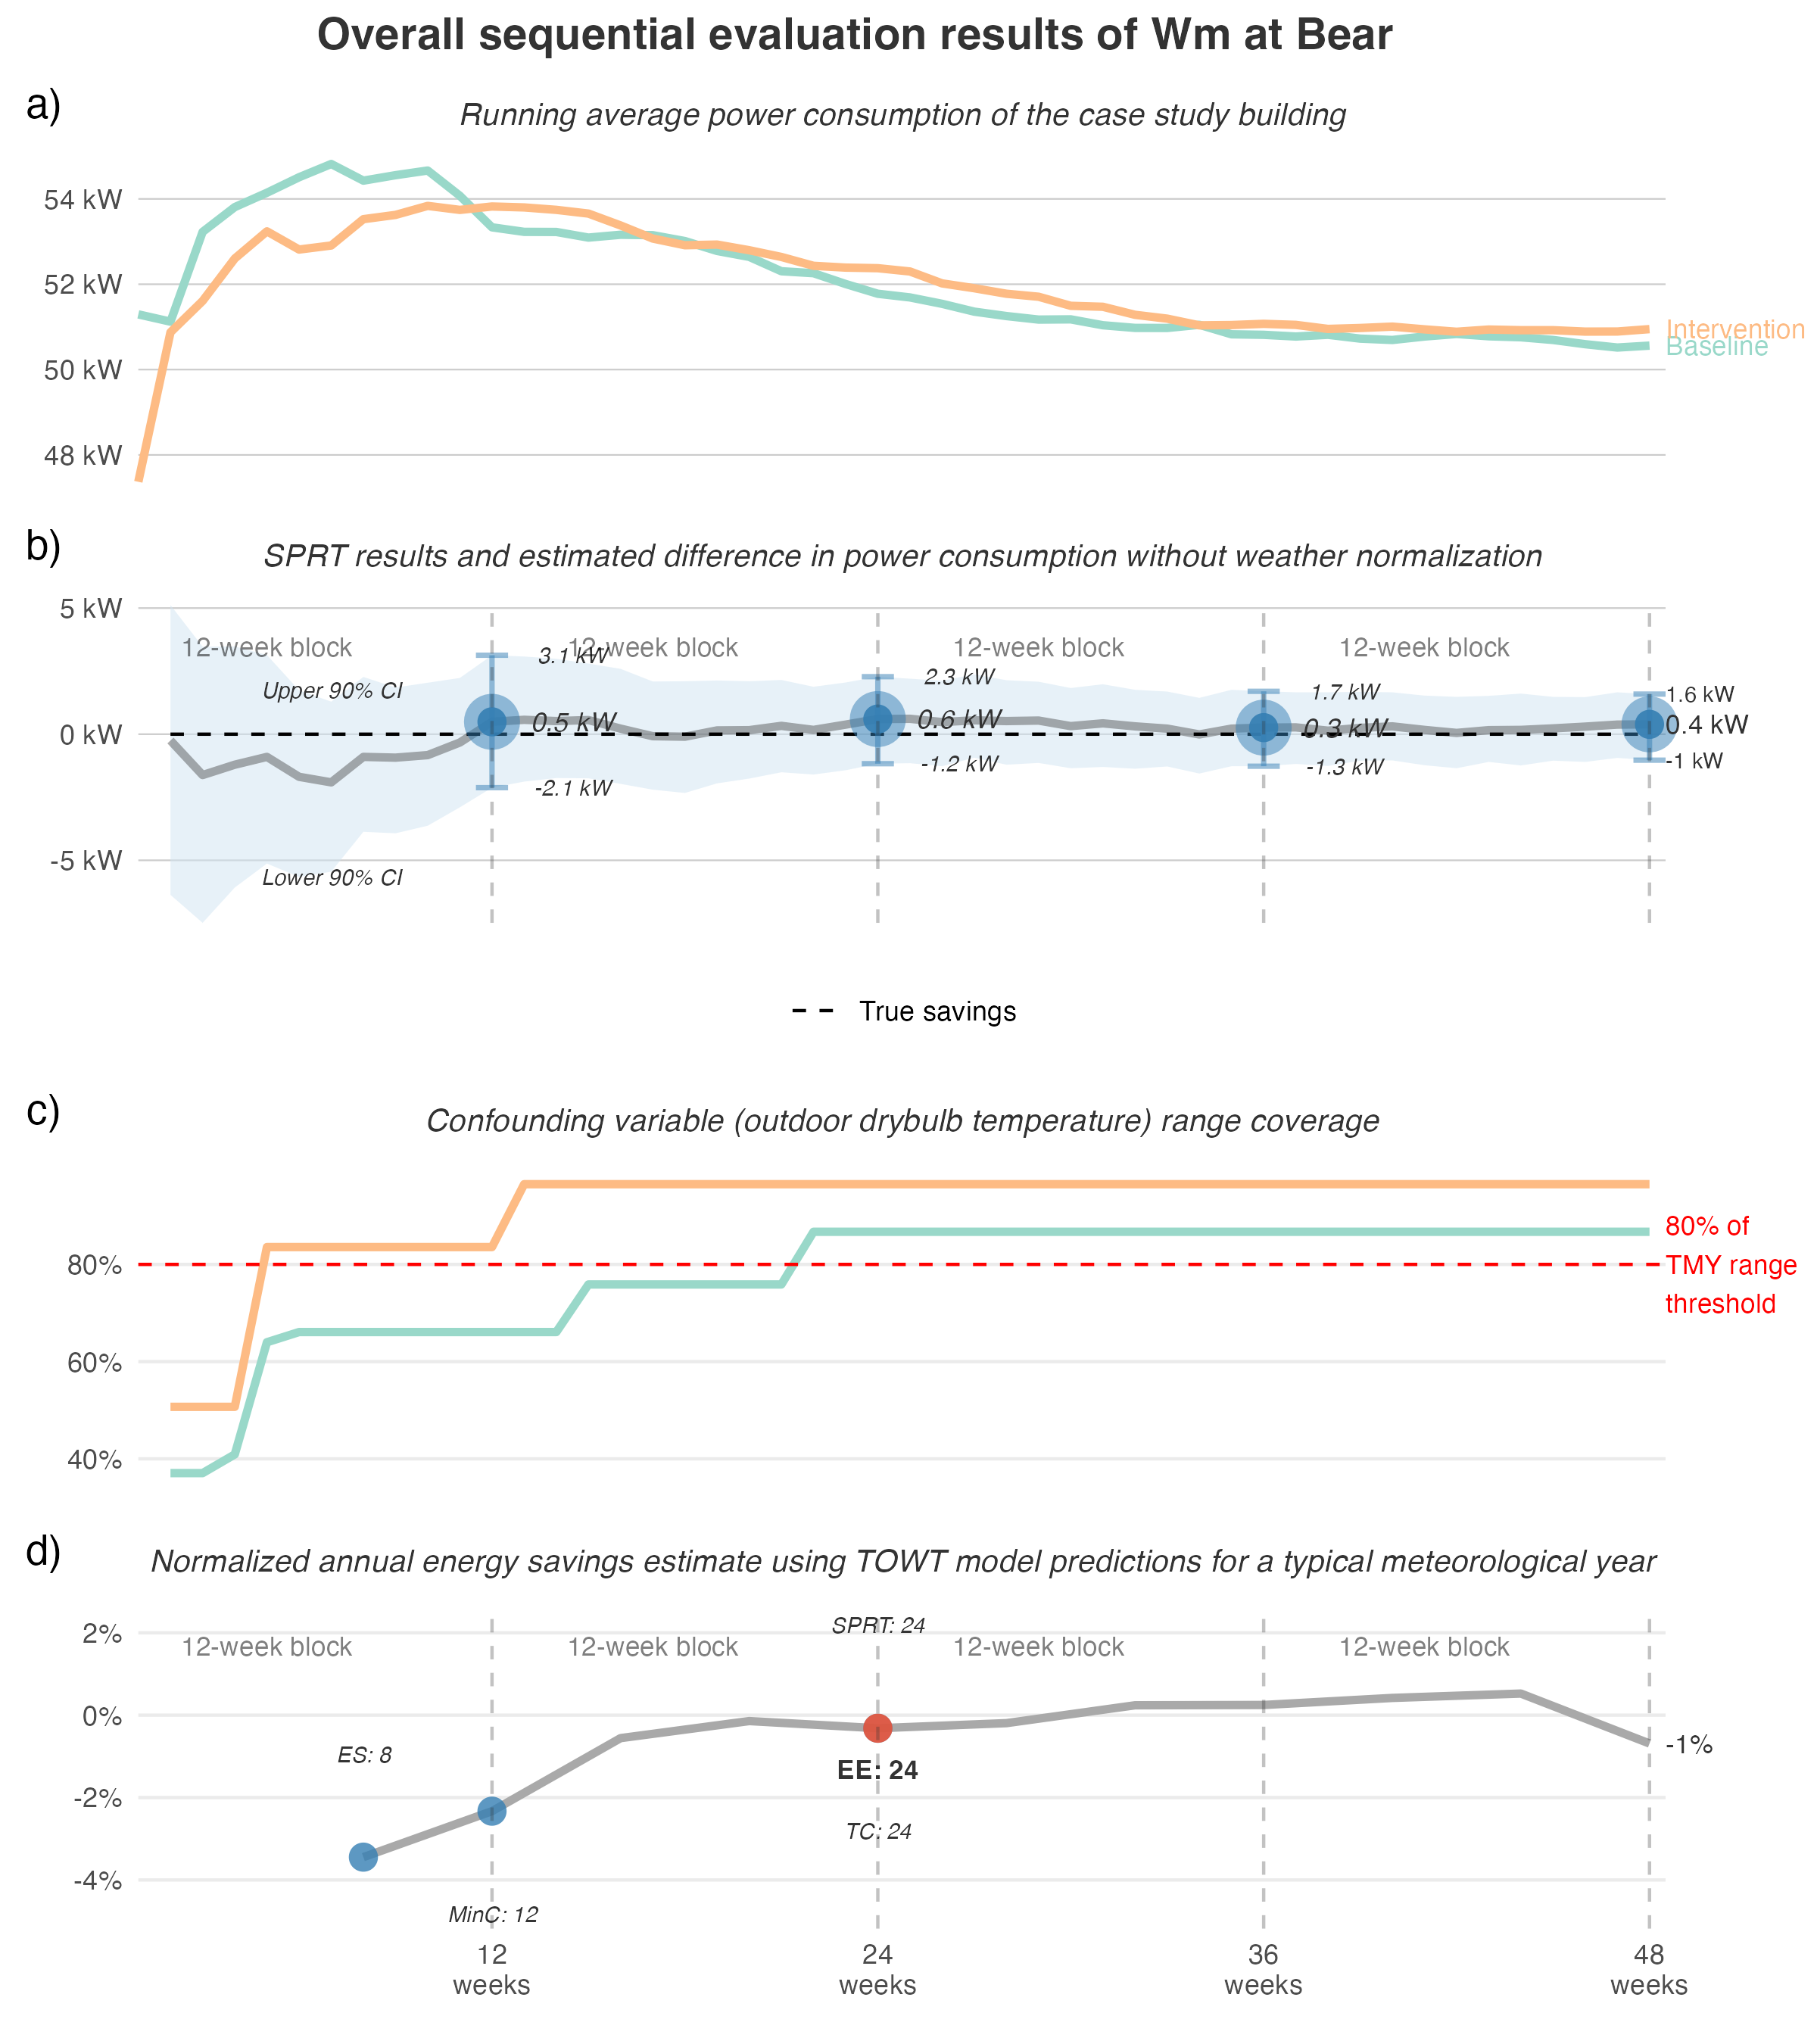 Overall sequential evaluation results of Wm at Bear
a)
Running average power consumption of the case study building
54 kW
52 kW
50 kW
48 kW
Intervention
Baseline
b)
SPRT results and estimated difference in power consumption without weather normalization
5 kW
0 kW
-5 kW
12-week block
12-week block
12-week block
12-week block
Upper 90% CI
Lower 90% CI
3.1 kW
0.5 kW
-2.1 kW
2.3 kW
0.6 kW
-1.2 kW
1.7 kW
0.3 kW
-1.3 kW
1.6 kW
0.4 kW
-1 kW
True savings
c)
Confounding variable (outdoor drybulb temperature) range coverage
80%
60%
40%
80% of
TMY range
threshold
d)
Normalized annual energy savings estimate using TOWT model predictions for a typical meteorological year
2%
0%
-2%
-4%
12-week block
12-week block
12-week block
12-week block
SPRT: 24
ES: 8
EE: 24
TC: 24
MinC: 12
-1%
12
weeks
24
weeks
36
weeks
48
weeks